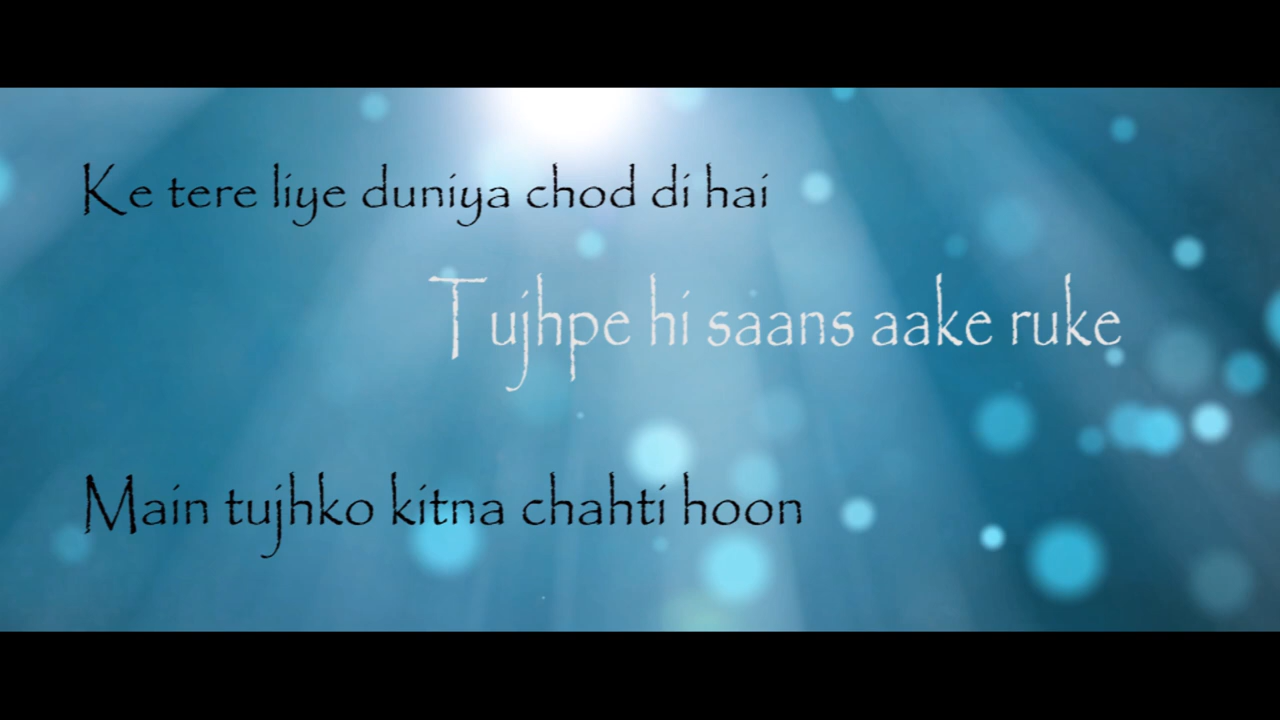 Ke tere liye duniya chod di hai
Tujhpe hi saans aake ruke
Main tujhko kitna chahti hoon